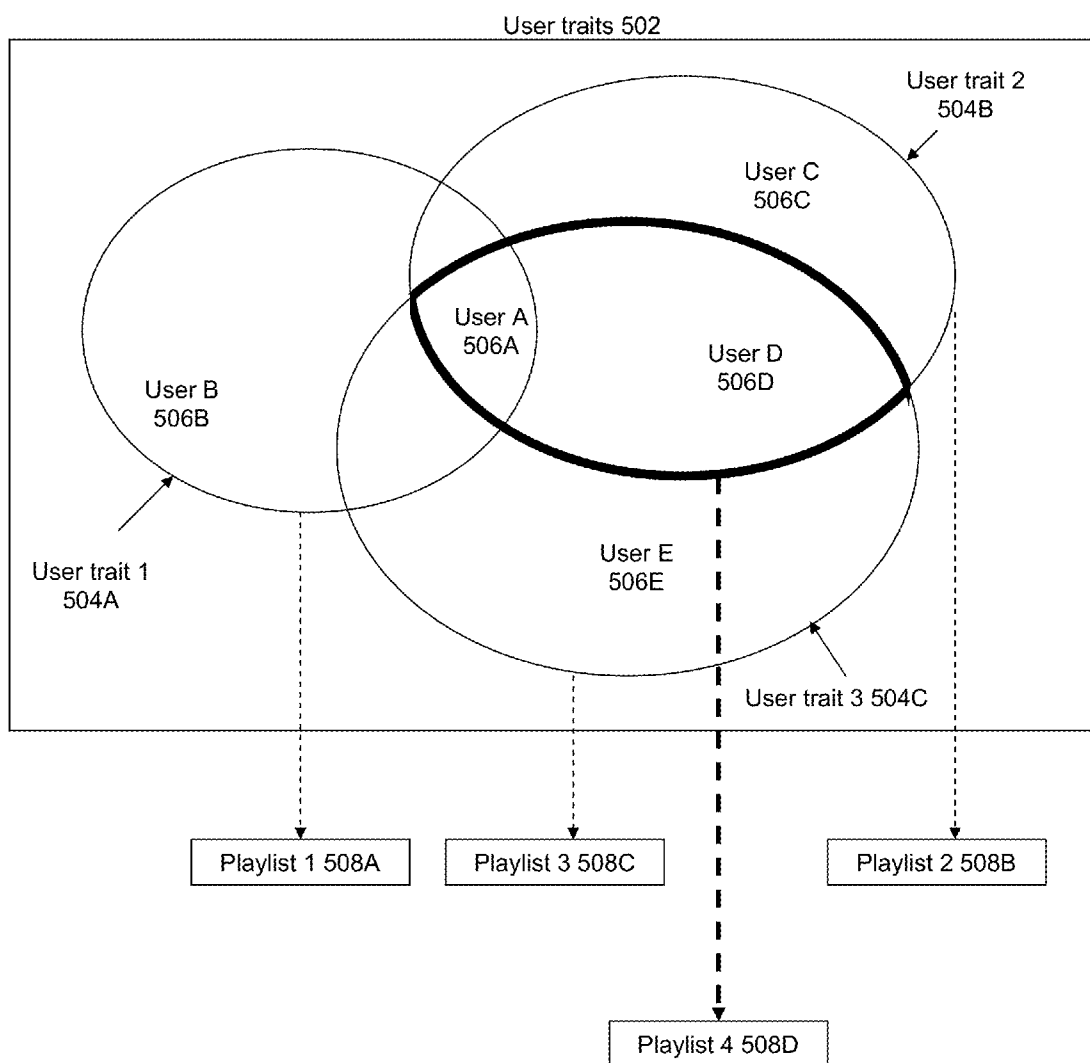 User traits 502
User trait 2
504B
User C
506C
User A
506A
User D
506D
User B
506B
User E
506E
User trait 1
504A
User trait 3 504C
Playlist 1 508A
Playlist 3 508C
Playlist 2 508B
Playlist 4 508D